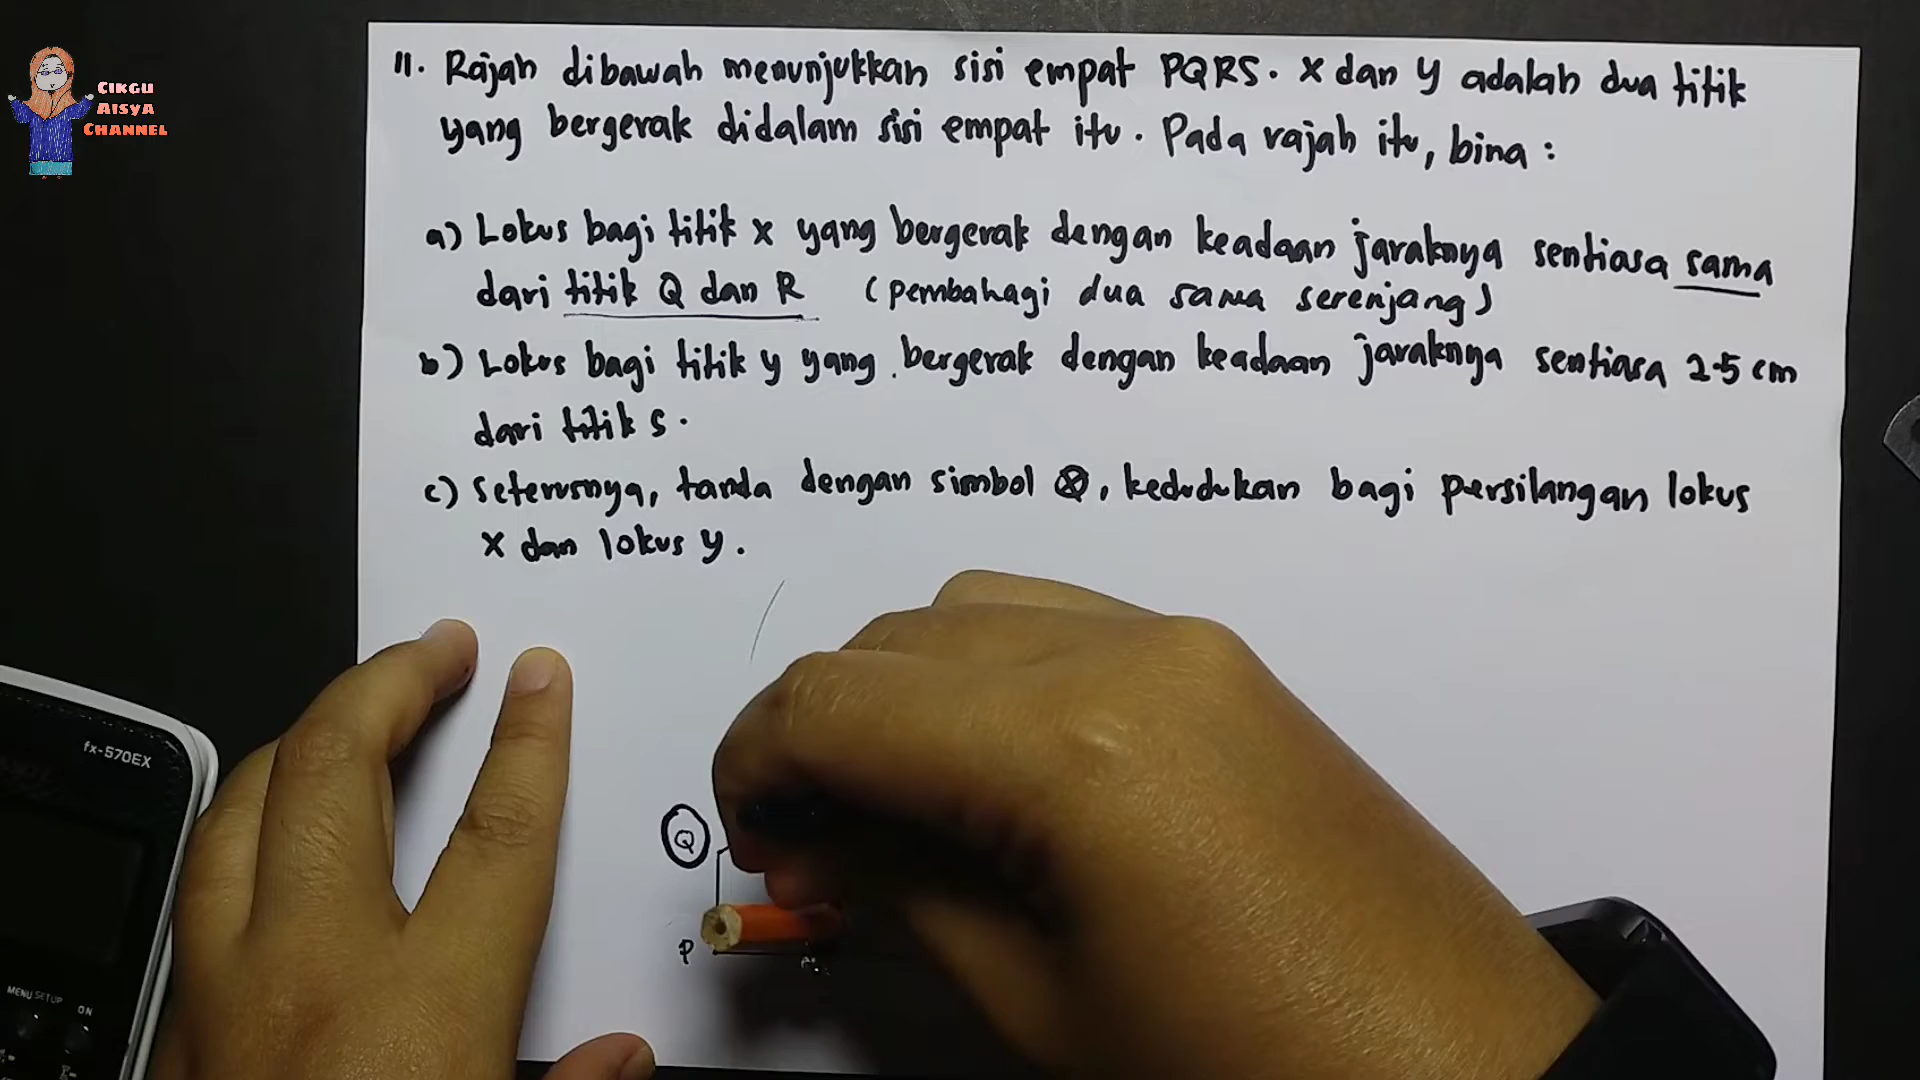 Cikgu
Aisya
Channel
11. Rajah dibawah menunjukkan sisi empat PQRS. X dan Y adalah dua titik
yang bergerak didalam sisi empat itu. Pada rajah itu, bina :
a) Lokus bagi titik X yang bergerak dengan keadaan jaraknya sentiasa sama
dari titik Q dan R (pembahagi dua sama serenjang)
b) Lokus bagi titik y yang bergerak dengan keadaan jaraknya sentiasa 2.5 cm
dari titik S.
c) Seterusnya, tanda dengan simbol ⊗, kedudukan bagi persilangan lokus
X dan lokus y.
Q
P
fx-570EX
MENU SETUP ON